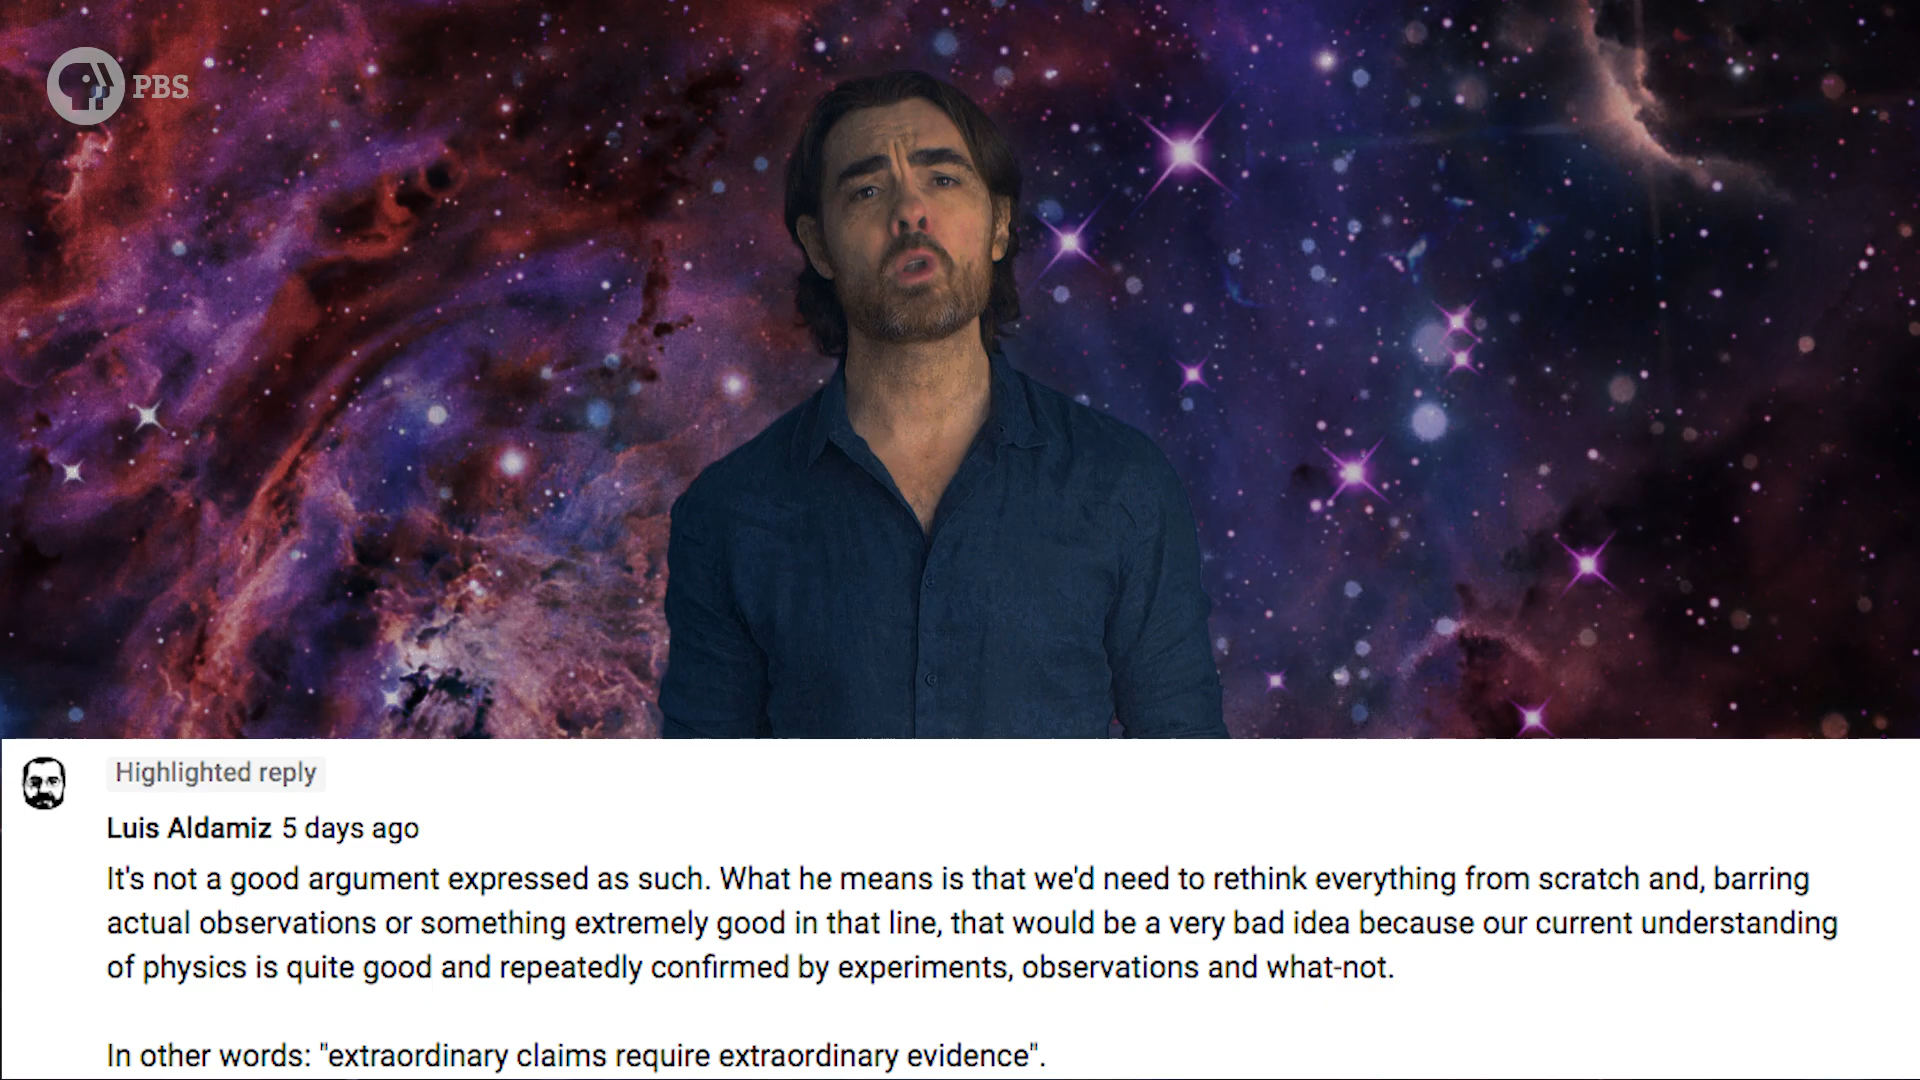 PBS
Highlighted reply
Luis Aldamiz 5 days ago
It's not a good argument expressed as such. What he means is that we'd need to rethink everything from scratch and, barring
actual observations or something extremely good in that line, that would be a very bad idea because our current understanding
of physics is quite good and repeatedly confirmed by experiments, observations and what-not.
In other words: "extraordinary claims require extraordinary evidence".